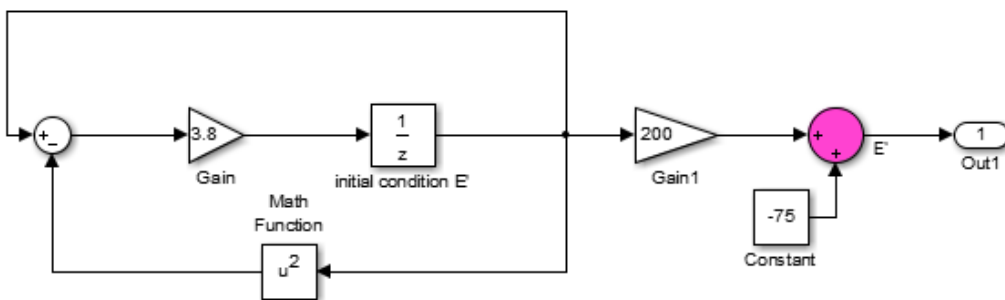 +
−
3.8
Gain
1
z
initial condition E'
200
Gain1
+
+
E'
1
Out1
-75
Constant
Math
Function
u²